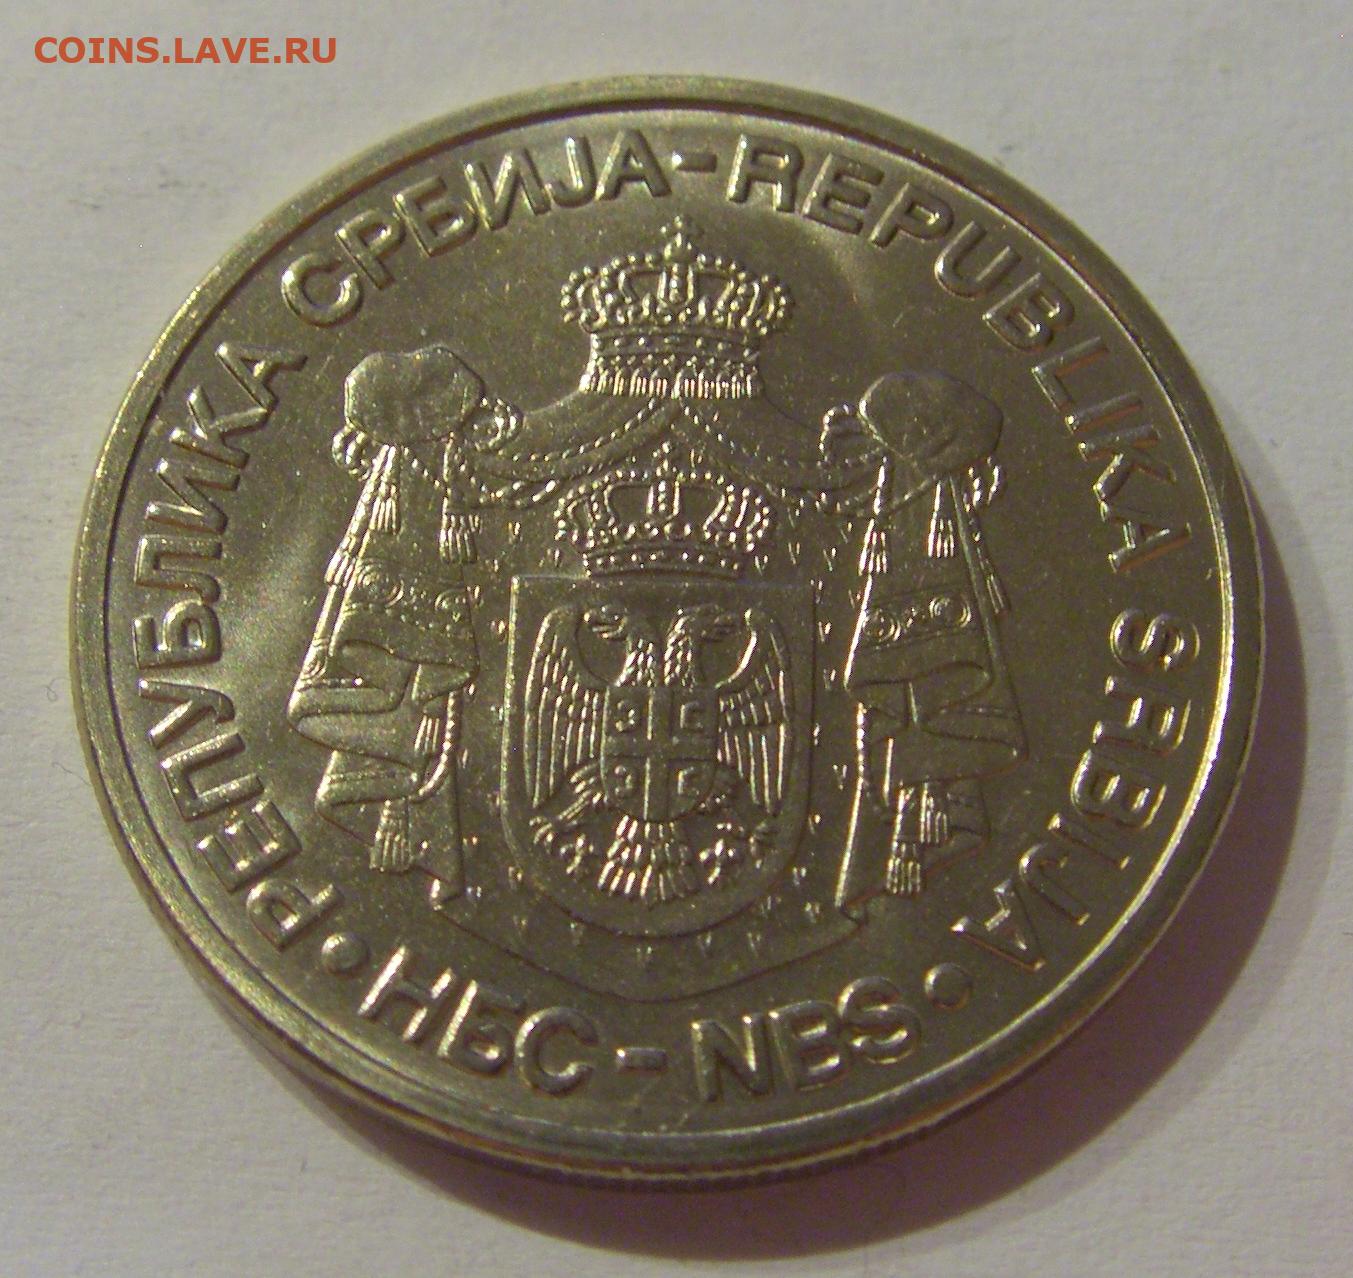 COINS.LAVE.RU
РЕПУБЛИКА СРБИЈА-REPUBLIKA SRBIJA
• НБС - NBS •